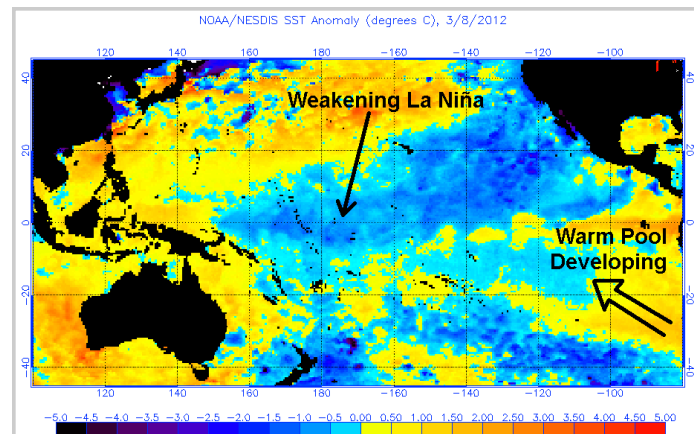 NOAA/NESDIS SST Anomaly (degrees C), 3/8/2012
120 140 160 180 -160 -140 -120 -100
40 40
Weakening La Niña
20 20
0 0
Warm Pool
Developing
-20 -20
-40 -40
120 140 160 180 -160 -140 -120 -100
-5.0 -4.5 -4.0 -3.5 -3.0 -2.5 -2.0 -1.5 -1.0 -0.5 0.00 0.50 1.00 1.50 2.00 2.50 3.00 3.50 4.00 4.50 5.00